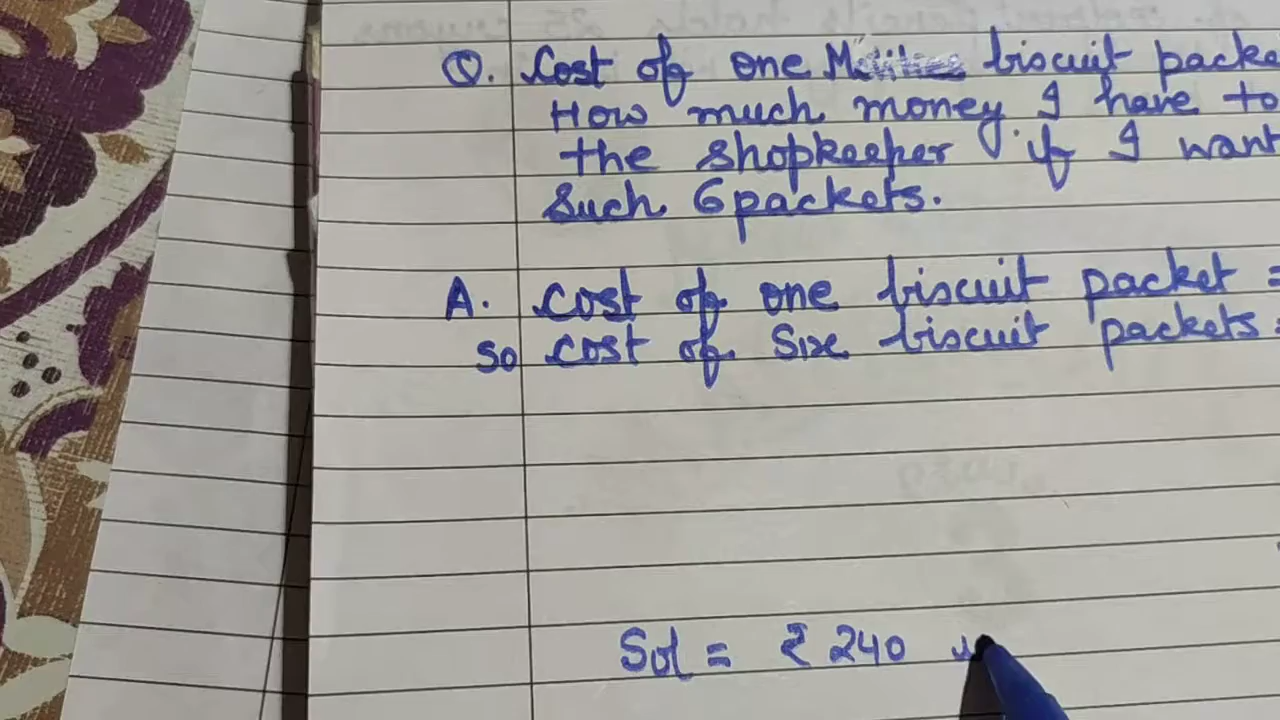 Q. Cost of one biscuit packe
How much money I have to
the shopkeeper if I want
such 6 packets.
A. cost of one biscuit packet =
So cost of Six biscuit packets =
Sol = ₹ 240